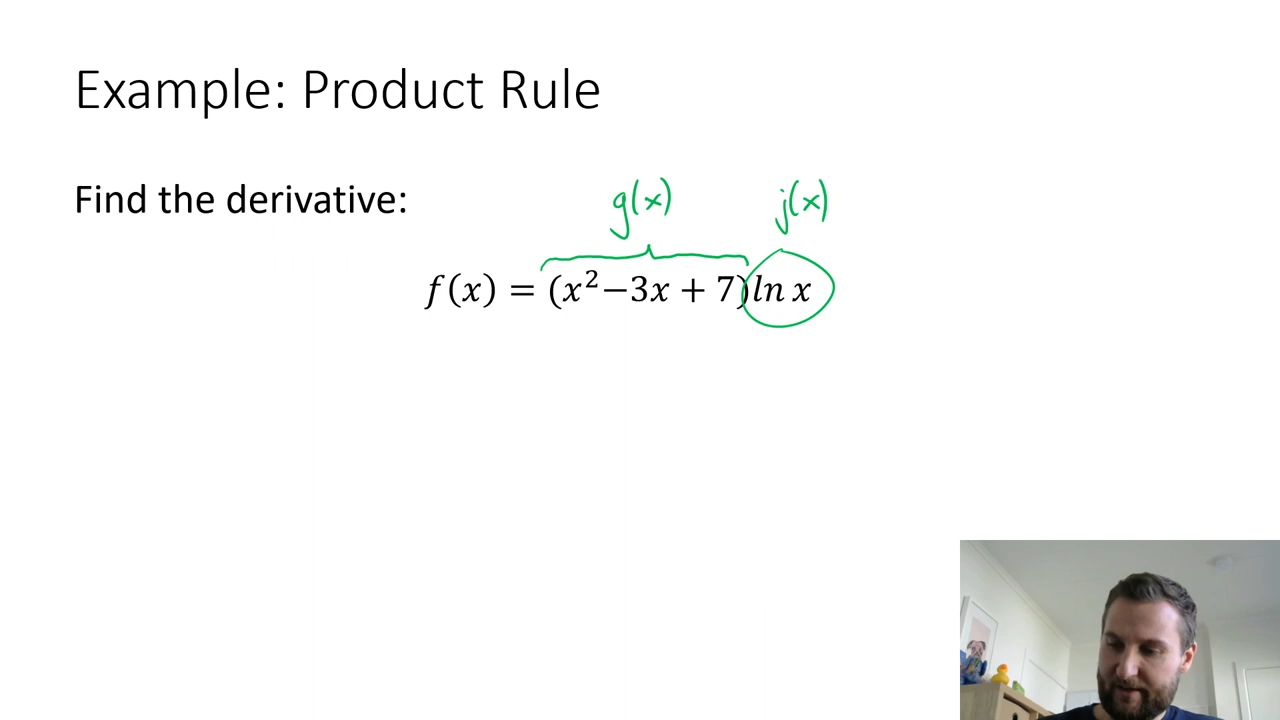 Example: Product Rule
Find the derivative:
g(x) j(x)
f(x) = (x²−3x + 7)ln x